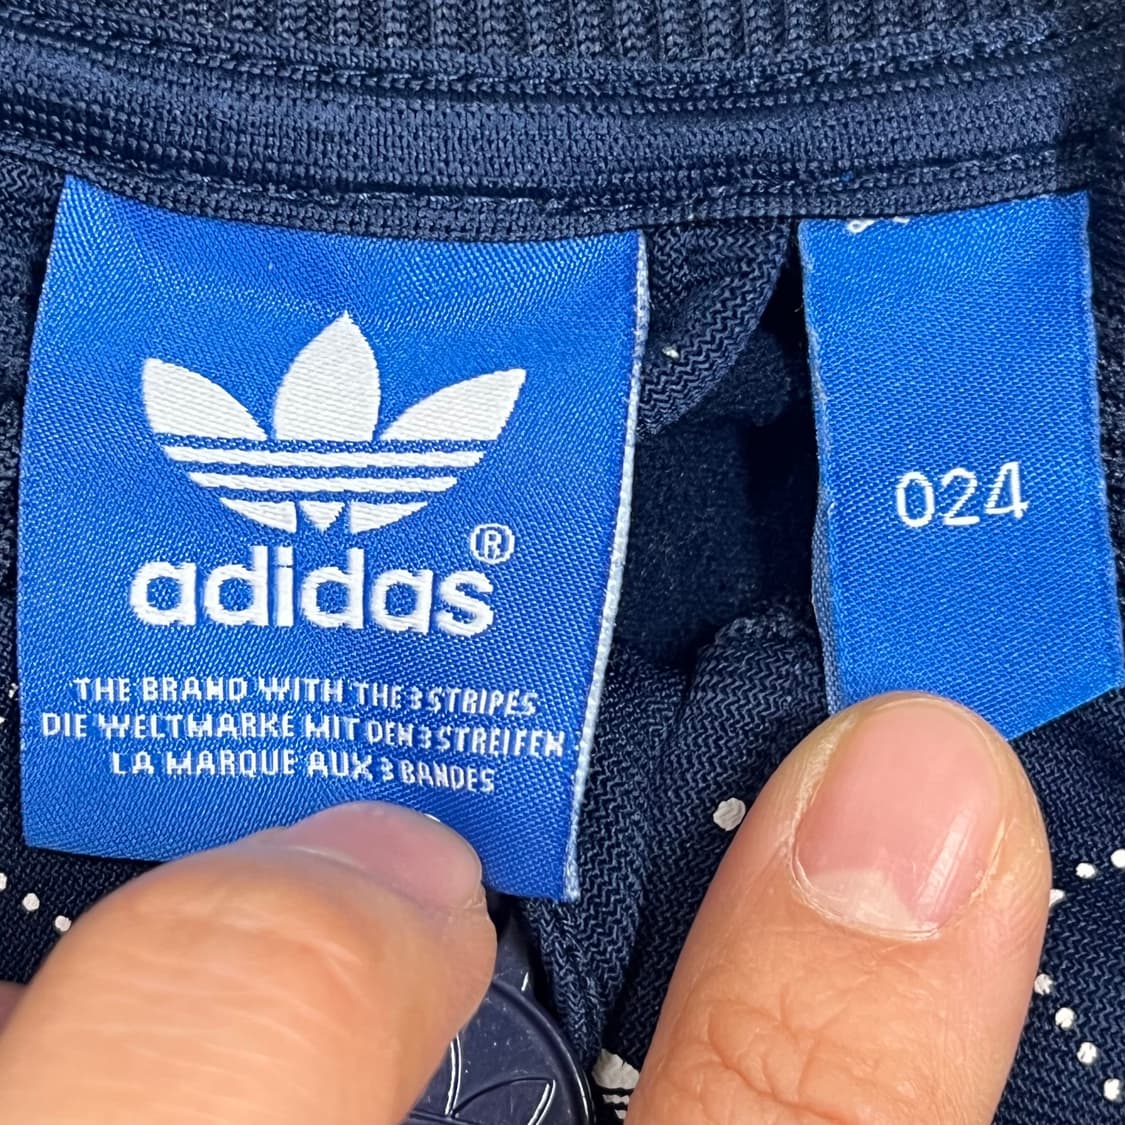 adidas®
THE BRAND WITH THE 3 STRIPES
DIE WELTMARKE MIT DEN 3 STREIFEN
LA MARQUE AUX 3 BANDES
024